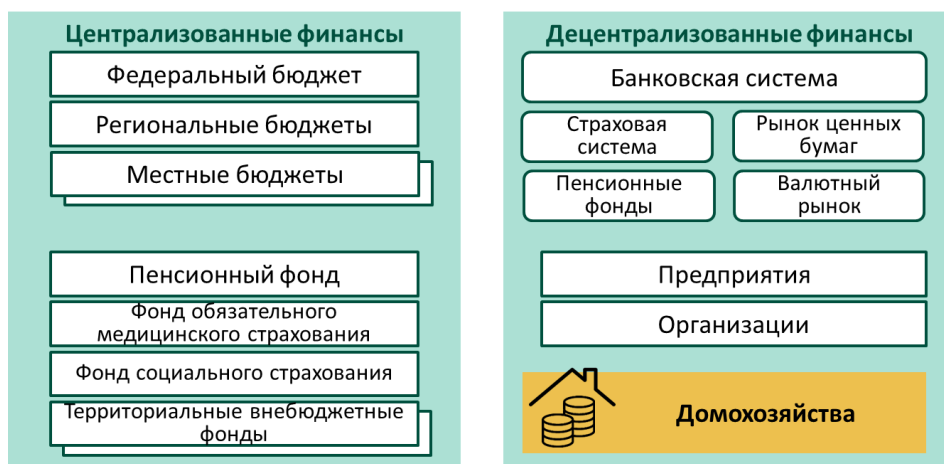 Централизованные финансы
Федеральный бюджет
Региональные бюджеты
Местные бюджеты
Пенсионный фонд
Фонд обязательного
медицинского страхования
Фонд социального страхования
Территориальные внебюджетные
фонды
Децентрализованные финансы
Банковская система
Страховая
система
Рынок ценных
бумаг
Пенсионные
фонды
Валютный
рынок
Предприятия
Организации
Домохозяйства